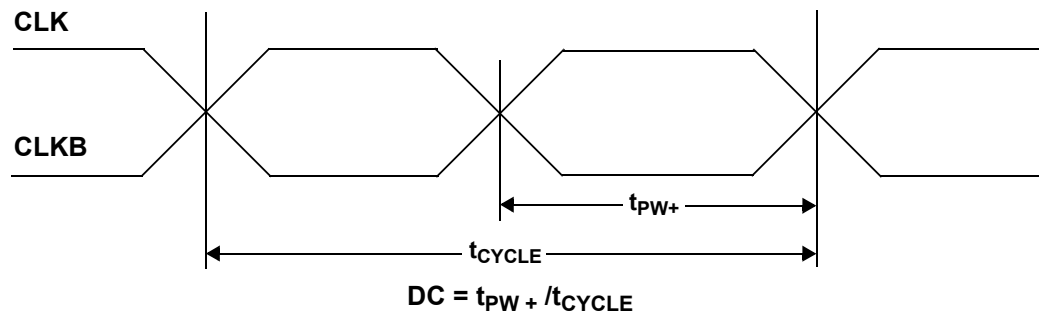 CLK
CLKB
tPW+
tCYCLE
DC = tPW + /tCYCLE